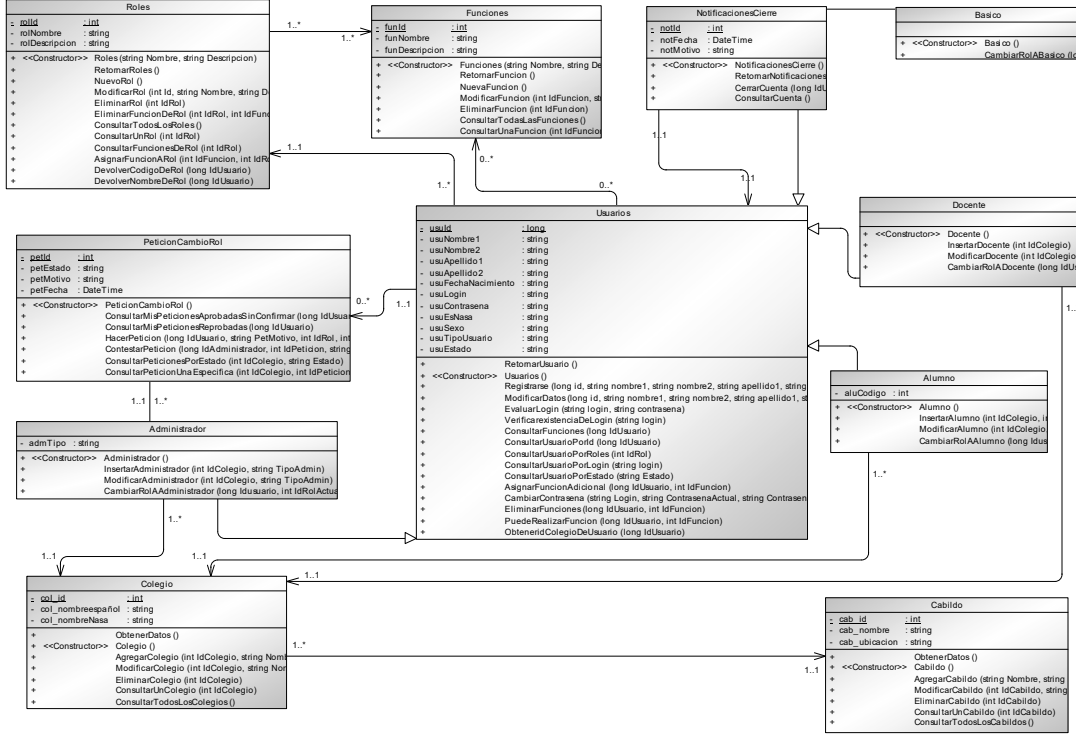 Roles
- rolId : int
- rolNombre : string
- rolDescripcion : string
+ <<Constructor>> Roles (string Nombre, string Descripcion)
+ RetornarRoles ()
+ NuevoRol ()
+ ModificarRol (int Id, string Nombre, string D
+ EliminarRol (int IdRol)
+ EliminarFuncionDeRol (int IdRol, int IdFunc
+ ConsultarTodosLosRoles ()
+ ConsultarUnRol (int IdRol)
+ ConsultarFuncionesDeRol (int IdRol)
+ AsignarFuncionARol (int IdFuncion, int IdR
+ DevolverCodigoDeRol (long IdUsuario)
+ DevolverNombreDeRol (long IdUsuario)
1..*
1..*
Funciones
- funId : int
- funNombre : string
- funDescripcion : string
+ <<Constructor>> Funciones (string Nombre, string De
+ RetornarFuncion ()
+ NuevaFuncion ()
+ ModificarFuncion (int IdFuncion, st
+ EliminarFuncion (int IdFuncion)
+ ConsultarTodasLasFunciones ()
+ ConsultarUnaFuncion (int IdFuncion
NotificacionesCierre
- notId : int
- notFecha : DateTime
- notMotivo : string
+ <<Constructor>> NotificacionesCierre ()
+ RetornarNotificaciones
+ CerrarCuenta (long IdU
+ ConsultarCuenta ()
Basico
+ <<Constructor>> Basico ()
+ CambiarRolABasico (lo
1..1
1..*
0..*
0..*
1..1
1..1
Usuarios
- usuId : long
- usuNombre1 : string
- usuNombre2 : string
- usuApellido1 : string
- usuApellido2 : string
- usuFechaNacimiento : string
- usuLogin : string
- usuContrasena : string
- usuEsNasa : string
- usuSexo : string
- usuTipoUsuario : string
- usuEstado : string
+ RetornarUsuario ()
+ <<Constructor>> Usuarios ()
+ Registrarse (long id, string nombre1, string nombre2, string apellido1, string
+ ModificarDatos (long id, string nombre1, string nombre2, string apellido1, st
+ EvaluarLogin (string login, string contrasena)
+ VerificarexistenciaDeLogin (string login)
+ ConsultarFunciones (long IdUsuario)
+ ConsultarUsuarioPorId (long IdUsuario)
+ ConsultarUsuarioPorRoles (int IdRol)
+ ConsultarUsuarioPorLogin (string login)
+ ConsultarUsuarioPorEstado (string Estado)
+ AsignarFuncionAdicional (long IdUsuario, int IdFuncion)
+ CambiarContrasena (string Login, string ContrasenaActual, string Contrasen
+ EliminarFunciones (long IdUsuario, int IdFuncion)
+ PuedeRealizarFuncion (long IdUsuario, int IdFuncion)
+ ObtenerIdColegioDeUsuario (long IdUsuario)
Docente
+ <<Constructor>> Docente ()
+ InsertarDocente (int IdColegio)
+ ModificarDocente (int IdColegio
+ CambiarRolADocente (long IdUs
1..
PeticionCambioRol
- petId : int
- petEstado : string
- petMotivo : string
- petFecha : DateTime
+ <<Constructor>> PeticionCambioRol ()
+ ConsultarMisPeticionesAprobadasSinConfirmar (long IdUsua
+ ConsultarMisPeticionesReprobadas (long IdUsuario)
+ HacerPeticion (long IdUsuario, string PetMotivo, int IdRol, int
+ ContestarPeticion (long IdAdministrador, int IdPeticion, string
+ ConsultarPeticionesPorEstado (int IdColegio, string Estado)
+ ConsultarPeticionUnaEspecifica (int IdColegio, int IdPeticion
0..*
1..1
Alumno
- aluCodigo : int
+ <<Constructor>> Alumno ()
+ InsertarAlumno (int IdColegio, in
+ ModificarAlumno (int IdColegio
+ CambiarRolAAlumno (long Idus
1..*
1..1
1..*
Administrador
- admTipo : string
+ <<Constructor>> Administrador ()
+ InsertarAdministrador (int IdColegio, string TipoAdmin)
+ ModificarAdministrador (int IdColegio, string TipoAdmin)
+ CambiarRolAAdministrador (long Idusuario, int IdRolActua
1..*
1..1
1..1
1..1
Colegio
- col_id : int
- col_nombreespañol : string
- col_nombreNasa : string
+ ObtenerDatos ()
+ <<Constructor>> Colegio ()
+ AgregarColegio (int IdColegio, string Noml
+ ModificarColegio (int IdColegio, string Nor
+ EliminarColegio (int IdColegio)
+ ConsultarUnColegio (int IdColegio)
+ ConsultarTodosLosColegios ()
1..*
1..1
Cabildo
- cab_id : int
- cab_nombre : string
- cab_ubicacion : string
+ ObtenerDatos ()
+ <<Constructor>> Cabildo ()
+ AgregarCabildo (string Nombre, string
+ ModificarCabildo (int IdCabildo, string
+ EliminarCabildo (int IdCabildo)
+ ConsultarUnCabildo (int IdCabildo)
+ ConsultarTodosLosCabildos ()